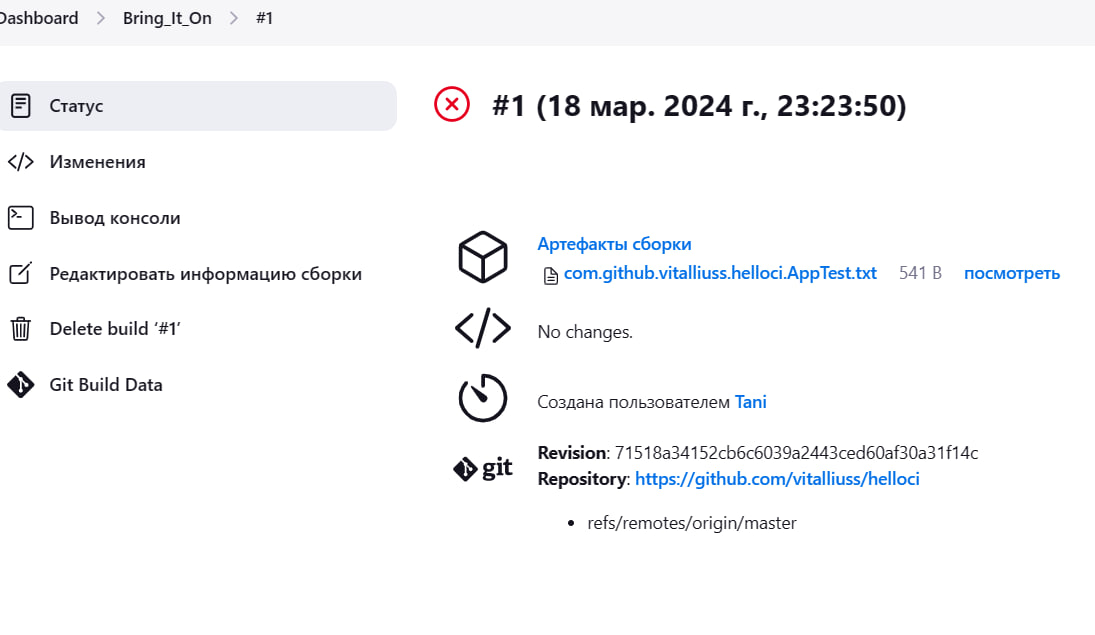 Dashboard > Bring_It_On > #1
Статус
Изменения
Вывод консоли
Редактировать информацию сборки
Delete build ‘#1’
Git Build Data
#1 (18 мар. 2024 г., 23:23:50)
Артефакты сборки
com.github.vitalliuss.helloci.AppTest.txt 541 B посмотреть
No changes.
Создана пользователем Tani
git
Revision: 71518a34152cb6c6039a2443ced60af30a31f14c
Repository: https://github.com/vitalliuss/helloci
• refs/remotes/origin/master